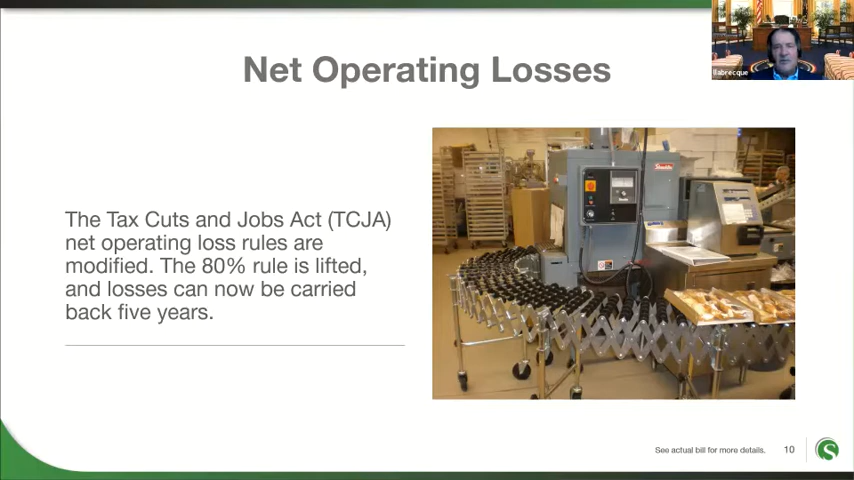 Net Operating Losses
llabrecque
The Tax Cuts and Jobs Act (TCJA)
net operating loss rules are
modified. The 80% rule is lifted,
and losses can now be carried
back five years.
See actual bill for more details.
10
S